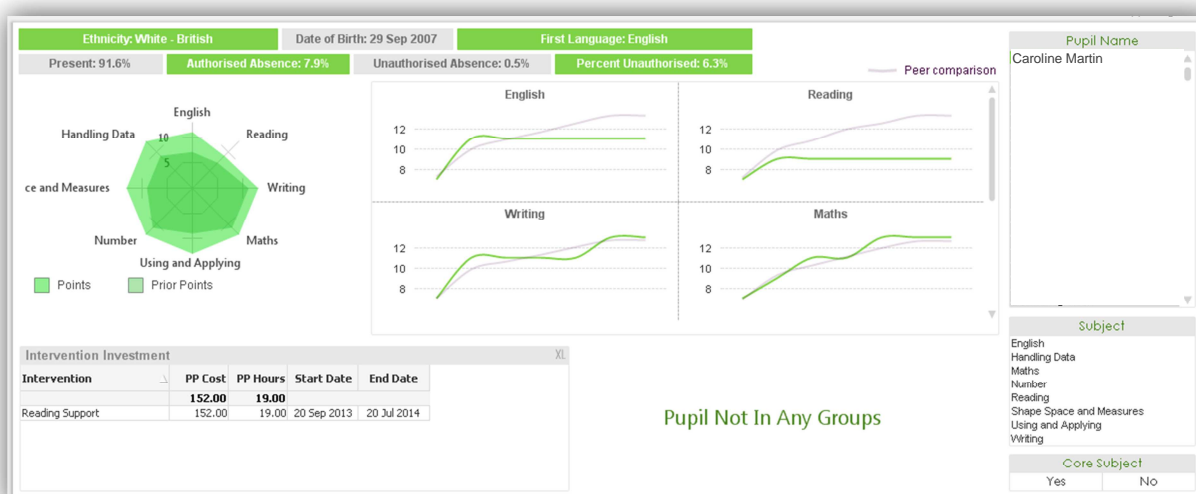 Ethnicity: White - British
Date of Birth: 29 Sep 2007
First Language: English
Present: 91.6%
Authorised Absence: 7.9%
Unauthorised Absence: 0.5%
Percent Unauthorised: 6.3%
Peer comparison
English
Handling Data
10
Reading
5
ce and Measures
Writing
Number
Maths
Using and Applying
Points
Prior Points
English
12
10
8
Reading
12
10
8
Writing
12
10
8
Maths
12
10
8
Pupil Name
Caroline Martin
Intervention Investment XL
Intervention PP Cost PP Hours Start Date End Date
152.00 19.00
Reading Support 152.00 19.00 20 Sep 2013 20 Jul 2014
Pupil Not In Any Groups
Subject
English
Handling Data
Maths
Number
Reading
Shape Space and Measures
Using and Applying
Writing
Core Subject
Yes No